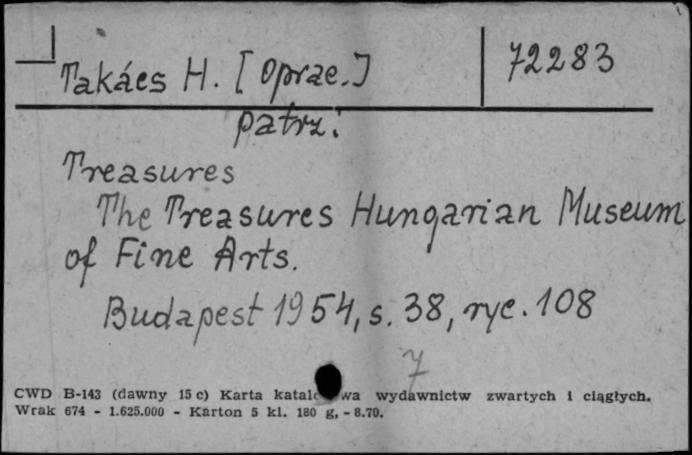 Takács H. [Oprac.] 72283
patrz:
Treasures
The Treasures Hungarian Museum
of Fine Arts.
Budapest 1954, s. 38, ryc. 108
7
CWD B-143 (dawny 15 c) Karta katal wa wydawnictw zwartych i ciągłych.
Wrak 674 - 1.625.000 - Karton 5 kl. 180 g, - 8.70.